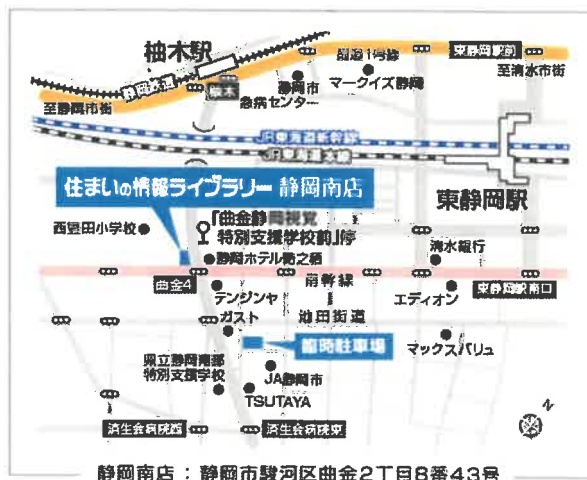 柚木駅
国道1号線
東静岡駅前
静岡鉄道
柚木
静岡市
急病センター
マークイズ静岡
至清水市街
至静岡市街
JR東海道新幹線
JR東海道本線
住まいの情報ライブラリー 静岡南店
東静岡駅
「曲金静岡視覚
特別支援学校前」停
西豊田小学校
静岡ホテル時之栖
清水銀行
曲金4
南幹線
東静岡駅南口
テンジンヤ
エディオン
ガスト
池田街道
臨時駐車場
マックスバリュ
県立静岡南部
特別支援学校
JA静岡市
TSUTAYA
済生会病院西
済生会病院東
N
静岡南店：静岡市駿河区曲金2丁目8番43号